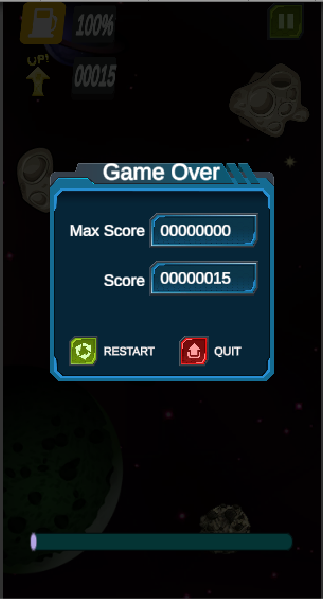 100%
UP!
00015
Game Over
Max Score 00000000
Score 00000015
RESTART QUIT